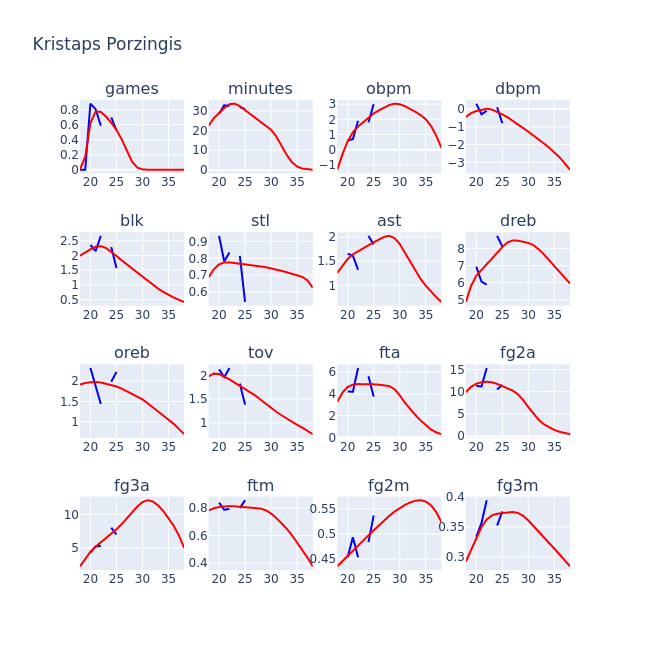 Kristaps Porzingis
games minutes obpm dbpm
0.8 0.6 0.4 0.2 0 20 25 30 35
30 20 10 0 20 25 30 35
3 2 1 0 −1 20 25 30 35
0 −1 −2 −3 20 25 30 35
blk stl ast dreb
2.5 2 1.5 1 0.5 20 25 30 35
0.9 0.8 0.7 0.6 20 25 30 35
2 1.5 1 20 25 30 35
8 7 6 5 20 25 30 35
oreb tov fta fg2a
2 1.5 1 20 25 30 35
2 1.5 1 20 25 30 35
6 4 2 0 20 25 30 35
15 10 5 0 20 25 30 35
fg3a ftm fg2m fg3m
10 5 20 25 30 35
0.8 0.6 0.4 20 25 30 35
0.55 0.5 0.45 20 25 30 35
0.4 0.35 0.3 20 25 30 35